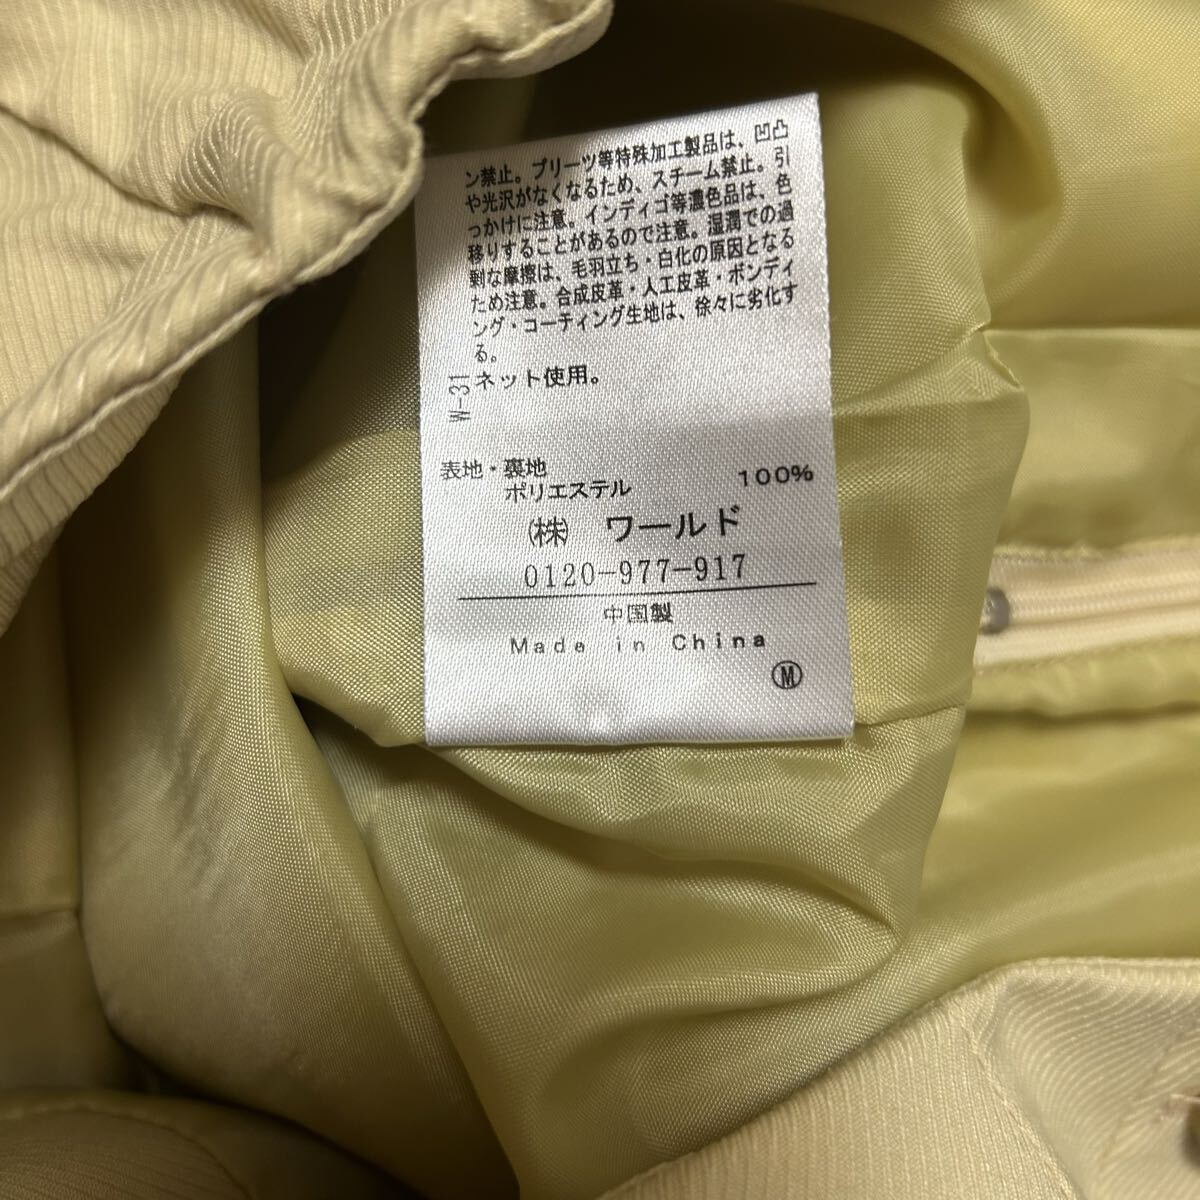 ン禁止。プリーツ等特殊加工製品は、凹凸
や光沢がなくなるため、スチーム禁止。引
っかけに注意。インディゴ等濃色品は、色
移りすることがあるので注意。湿潤での過
剰な摩擦は、毛羽立ち・白化の原因となる
ため注意。合成皮革・人工皮革・ボンディ
ング・コーティング生地は、徐々に劣化す
る。
ネット使用。
W-31
表地・裏地
ポリエステル 100%
(株) ワールド
0120-977-917
中国製
Made in China
Ⓜ